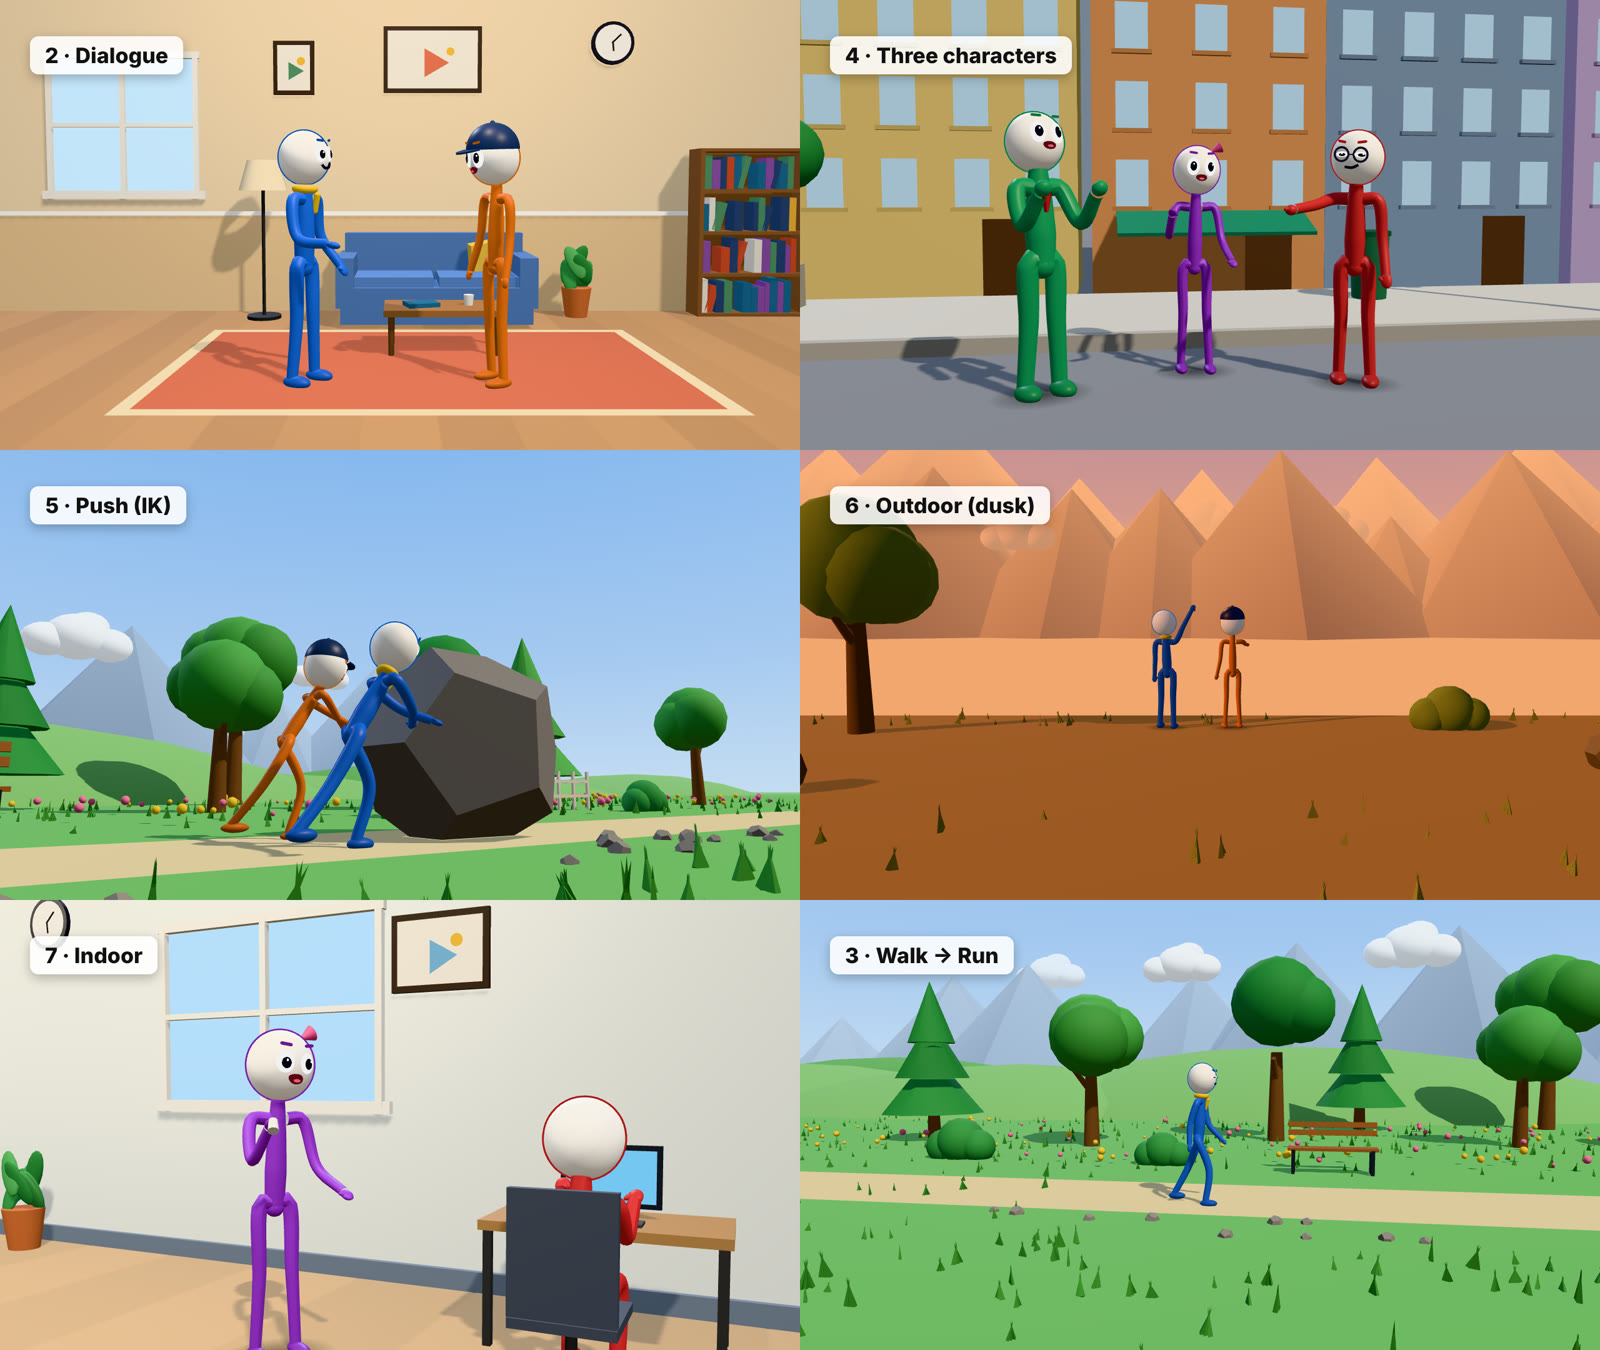 2 · Dialogue
4 · Three characters
5 · Push (IK)
6 · Outdoor (dusk)
7 · Indoor
3 · Walk → Run